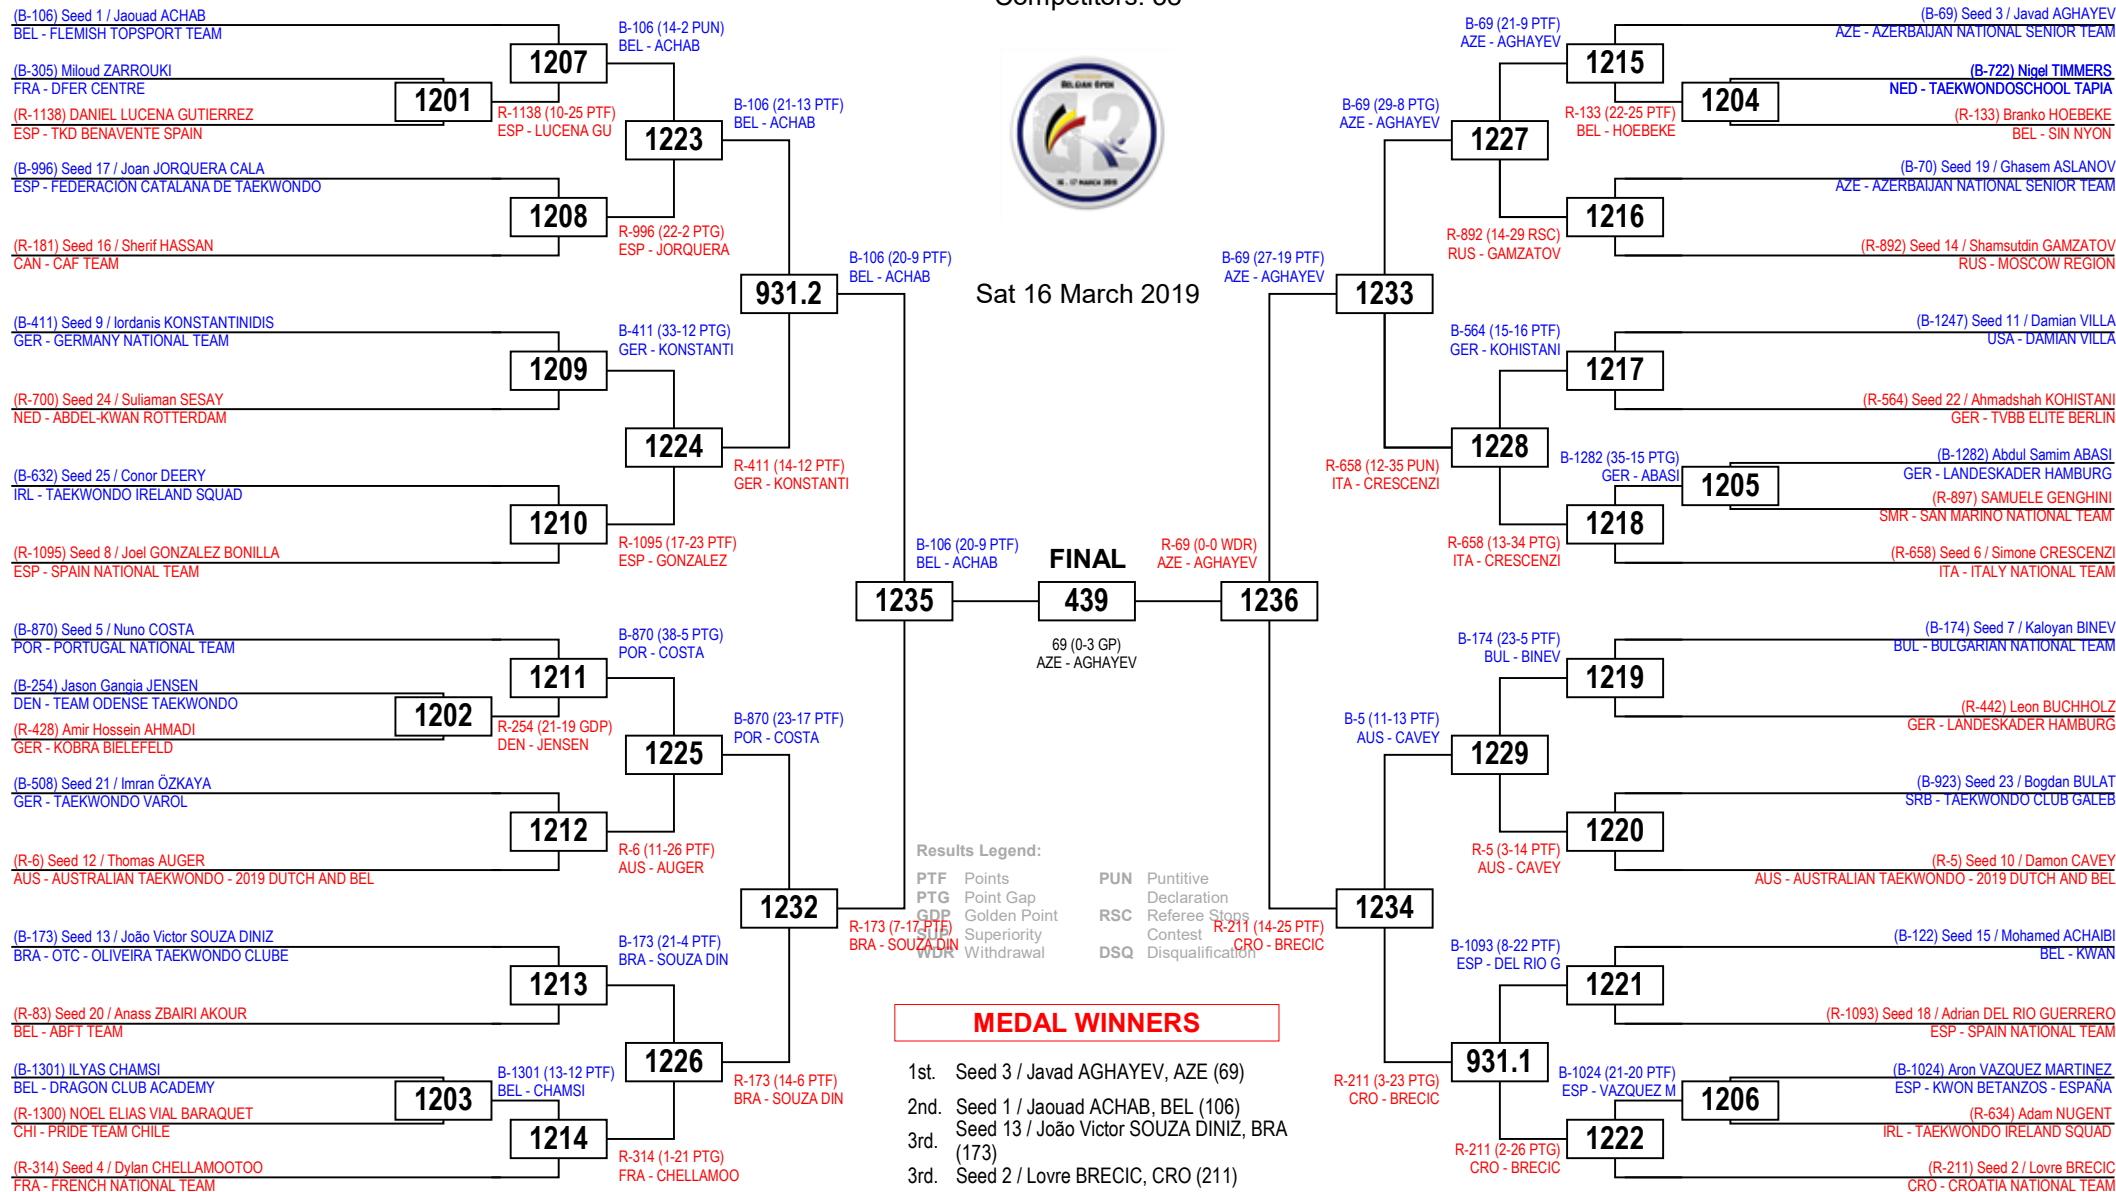 Competitors: 38
(B-106) Seed 1 / Jaouad ACHAB
BEL - FLEMISH TOPSPORT TEAM
(B-305) Miloud ZARROUKI
FRA - DFER CENTRE
(R-1138) DANIEL LUCENA GUTIERREZ
ESP - TKD BENAVENTE SPAIN
(B-996) Seed 17 / Joan JORQUERA CALA
ESP - FEDERACIÓN CATALANA DE TAEKWONDO
(R-181) Seed 16 / Sherif HASSAN
CAN - CAF TEAM
(B-411) Seed 9 / Iordanis KONSTANTINIDIS
GER - GERMANY NATIONAL TEAM
(R-700) Seed 24 / Suliaman SESAY
NED - ABDEL-KWAN ROTTERDAM
(B-632) Seed 25 / Conor DEERY
IRL - TAEKWONDO IRELAND SQUAD
(R-1095) Seed 8 / Joel GONZALEZ BONILLA
ESP - SPAIN NATIONAL TEAM
(B-870) Seed 5 / Nuno COSTA
POR - PORTUGAL NATIONAL TEAM
(B-254) Jason Gangia JENSEN
DEN - TEAM ODENSE TAEKWONDO
(R-428) Amir Hossein AHMADI
GER - KOBRA BIELEFELD
(B-508) Seed 21 / Imran ÖZKAYA
GER - TAEKWONDO VAROL
(R-6) Seed 12 / Thomas AUGER
AUS - AUSTRALIAN TAEKWONDO - 2019 DUTCH AND BEL
(B-173) Seed 13 / João Victor SOUZA DINIZ
BRA - OTC - OLIVEIRA TAEKWONDO CLUBE
(R-83) Seed 20 / Anass ZBAIRI AKOUR
BEL - ABFT TEAM
(B-1301) ILYAS CHAMSI
BEL - DRAGON CLUB ACADEMY
(R-1300) NOEL ELIAS VIAL BARAQUET
CHI - PRIDE TEAM CHILE
(R-314) Seed 4 / Dylan CHELLAMOOTOO
FRA - FRENCH NATIONAL TEAM
1201
R-1138 (10-25 PTF)
ESP - LUCENA GU
1202
R-254 (21-19 GDP)
DEN - JENSEN
1203
B-1301 (13-12 PTF)
BEL - CHAMSI
1207
B-106 (14-2 PUN)
BEL - ACHAB
1208
R-996 (22-2 PTG)
ESP - JORQUERA
1209
B-411 (33-12 PTG)
GER - KONSTANTI
1210
R-1095 (17-23 PTF)
ESP - GONZALEZ
1211
B-870 (38-5 PTG)
POR - COSTA
1212
R-6 (11-26 PTF)
AUS - AUGER
1213
B-173 (21-4 PTF)
BRA - SOUZA DIN
1214
R-314 (1-21 PTG)
FRA - CHELLAMOO
1223
B-106 (21-13 PTF)
BEL - ACHAB
1224
R-411 (14-12 PTF)
GER - KONSTANTI
1225
B-870 (23-17 PTF)
POR - COSTA
1226
R-173 (14-6 PTF)
BRA - SOUZA DIN
931.2
B-106 (20-9 PTF)
BEL - ACHAB
1232
R-173 (7-17 PTF)
BRA - SOUZA DIN
1235
B-106 (20-9 PTF)
BEL - ACHAB
BELGIAN OPEN
G2
16 - 17 MARCH 2019
Sat 16 March 2019
FINAL
439
69 (0-3 GP)
AZE - AGHAYEV
R-69 (0-0 WDR)
AZE - AGHAYEV
1236
B-69 (27-19 PTF)
AZE - AGHAYEV
1233
R-211 (14-25 PTF)
CRO - BRECIC
1234
B-69 (29-8 PTG)
AZE - AGHAYEV
1227
R-658 (12-35 PUN)
ITA - CRESCENZI
1228
B-5 (11-13 PTF)
AUS - CAVEY
1229
R-211 (3-23 PTG)
CRO - BRECIC
931.1
B-69 (21-9 PTF)
AZE - AGHAYEV
1215
R-892 (14-29 RSC)
RUS - GAMZATOV
1216
B-564 (15-16 PTF)
GER - KOHISTANI
1217
R-658 (13-34 PTG)
ITA - CRESCENZI
1218
B-174 (23-5 PTF)
BUL - BINEV
1219
R-5 (3-14 PTF)
AUS - CAVEY
1220
B-1093 (8-22 PTF)
ESP - DEL RIO G
1221
R-211 (2-26 PTG)
CRO - BRECIC
1222
R-133 (22-25 PTF)
BEL - HOEBEKE
1204
B-1282 (35-15 PTG)
GER - ABASI
1205
B-1024 (21-20 PTF)
ESP - VAZQUEZ M
1206
(B-69) Seed 3 / Javad AGHAYEV
AZE - AZERBAIJAN NATIONAL SENIOR TEAM
(B-722) Nigel TIMMERS
NED - TAEKWONDOSCHOOL TAPIA
(R-133) Branko HOEBEKE
BEL - SIN NYON
(B-70) Seed 19 / Ghasem ASLANOV
AZE - AZERBAIJAN NATIONAL SENIOR TEAM
(R-892) Seed 14 / Shamsutdin GAMZATOV
RUS - MOSCOW REGION
(B-1247) Seed 11 / Damian VILLA
USA - DAMIAN VILLA
(R-564) Seed 22 / Ahmadshah KOHISTANI
GER - TVBB ELITE BERLIN
(B-1282) Abdul Samim ABASI
GER - LANDESKADER HAMBURG
(R-897) SAMUELE GENGHINI
SMR - SAN MARINO NATIONAL TEAM
(R-658) Seed 6 / Simone CRESCENZI
ITA - ITALY NATIONAL TEAM
(B-174) Seed 7 / Kaloyan BINEV
BUL - BULGARIAN NATIONAL TEAM
(R-442) Leon BUCHHOLZ
GER - LANDESKADER HAMBURG
(B-923) Seed 23 / Bogdan BULAT
SRB - TAEKWONDO CLUB GALEB
(R-5) Seed 10 / Damon CAVEY
AUS - AUSTRALIAN TAEKWONDO - 2019 DUTCH AND BEL
(B-122) Seed 15 / Mohamed ACHAIBI
BEL - KWAN
(R-1093) Seed 18 / Adrian DEL RIO GUERRERO
ESP - SPAIN NATIONAL TEAM
(B-1024) Aron VAZQUEZ MARTINEZ
ESP - KWON BETANZOS - ESPAÑA
(R-634) Adam NUGENT
IRL - TAEKWONDO IRELAND SQUAD
(R-211) Seed 2 / Lovre BRECIC
CRO - CROATIA NATIONAL TEAM
Results Legend:
PTF Points
PTG Point Gap
GDP Golden Point
SUP Superiority
WDR Withdrawal
PUN Puntitive
Declaration
RSC Referee Stops
Contest
DSQ Disqualification
MEDAL WINNERS
1st. Seed 3 / Javad AGHAYEV, AZE (69)
2nd. Seed 1 / Jaouad ACHAB, BEL (106)
3rd. Seed 13 / João Victor SOUZA DINIZ, BRA
(173)
3rd. Seed 2 / Lovre BRECIC, CRO (211)